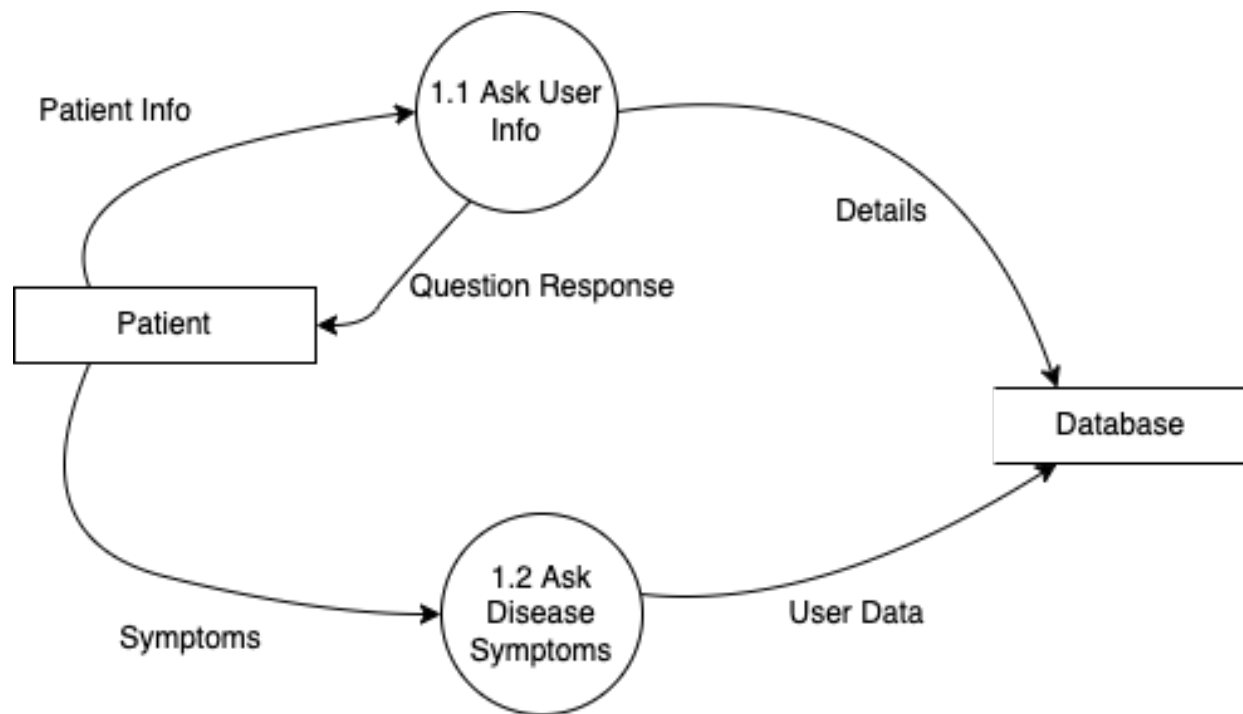 1.1 Ask User
Info
Patient Info
Details
Question Response
Patient
Database
1.2 Ask
Disease
Symptoms
User Data
Symptoms